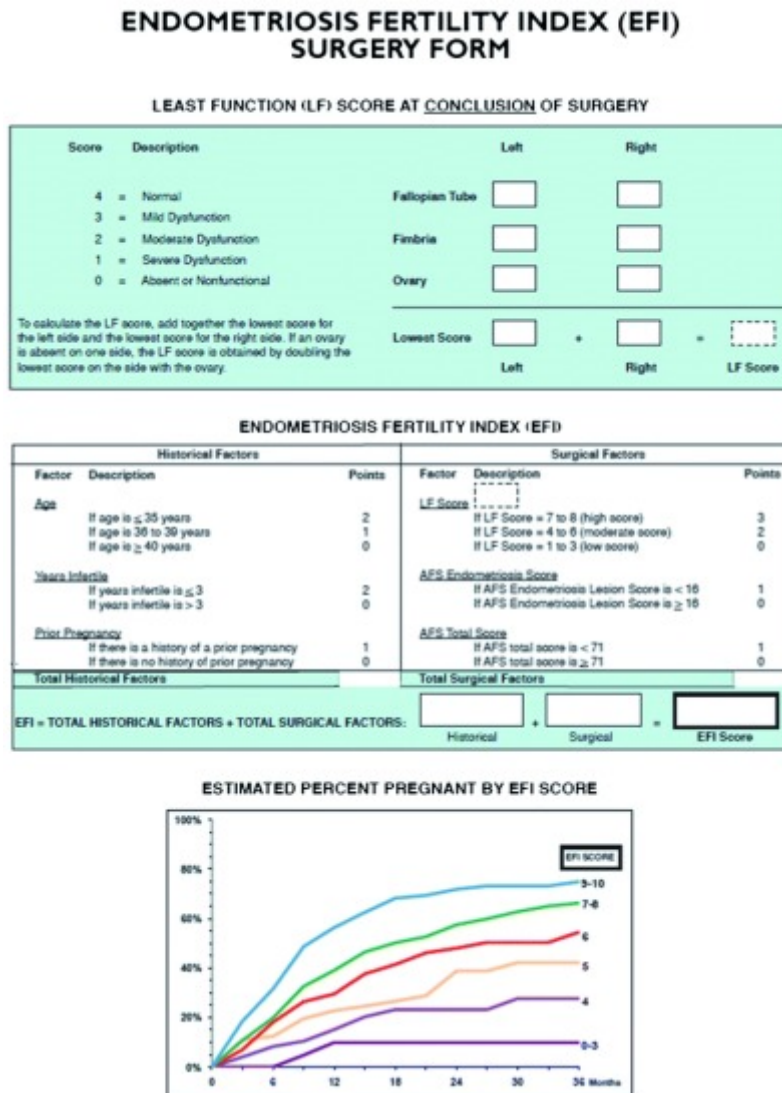 ENDOMETRIOSIS FERTILITY INDEX (EFI)
SURGERY FORM
LEAST FUNCTION (LF) SCORE AT CONCLUSION OF SURGERY
Score Description Left Right
4 = Normal Fallopian Tube
3 = Mild Dysfunction
2 = Moderate Dysfunction Fimbria
1 = Severe Dysfunction
0 = Absent or Nonfunctional Ovary
To calculate the LF score, add together the lowest score for
the left side and the lowest score for the right side. If an ovary
is absent on one side, the LF score is obtained by doubling the
lowest score on the side with the ovary.
Lowest Score + =
Left Right LF Score
ENDOMETRIOSIS FERTILITY INDEX (EFI)
Historical Factors
Factor Description Points
Age
If age is ≤ 35 years 2
If age is 36 to 39 years 1
If age is ≥ 40 years 0
Years Infertile
If years infertile is ≤ 3 2
If years infertile is > 3 0
Prior Pregnancy
If there is a history of a prior pregnancy 1
If there is no history of prior pregnancy 0
Total Historical Factors
Surgical Factors
Factor Description Points
LF Score
If LF Score = 7 to 8 (high score) 3
If LF Score = 4 to 6 (moderate score) 2
If LF Score = 1 to 3 (low score) 0
AFS Endometriosis Score
If AFS Endometriosis Lesion Score is < 16 1
If AFS Endometriosis Lesion Score is ≥ 16 0
AFS Total Score
If AFS total score is < 71 1
If AFS total score is ≥ 71 0
Total Surgical Factors
EFI = TOTAL HISTORICAL FACTORS + TOTAL SURGICAL FACTORS: + =
Historical Surgical EFI Score
ESTIMATED PERCENT PREGNANT BY EFI SCORE
100%
80%
EFI SCORE
9-10
7-8
60%
6
40%
5
4
20%
0-3
0%
0 6 12 18 24 30 36 Months